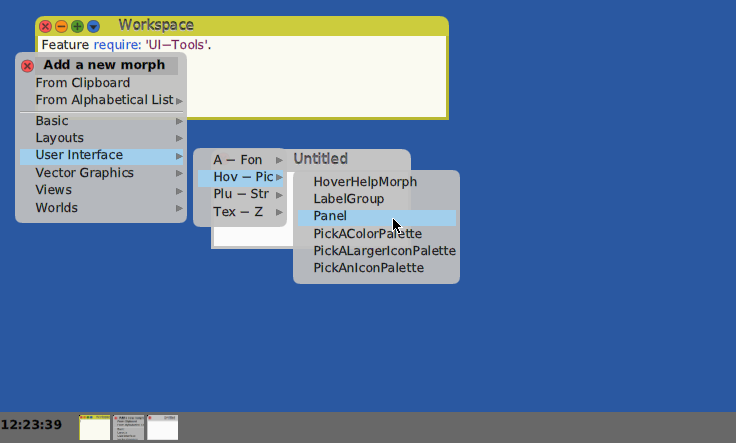 Workspace
Feature require: 'UI-Tools'.
Add a new morph
From Clipboard
From Alphabetical List
Basic
Layouts
User Interface
Vector Graphics
Views
Worlds
A - Fon
Hov - Pic
Plu - Str
Tex - Z
Untitled
HoverHelpMorph
LabelGroup
Panel
PickAColorPalette
PickALargerIconPalette
PickAnIconPalette
12:23:39